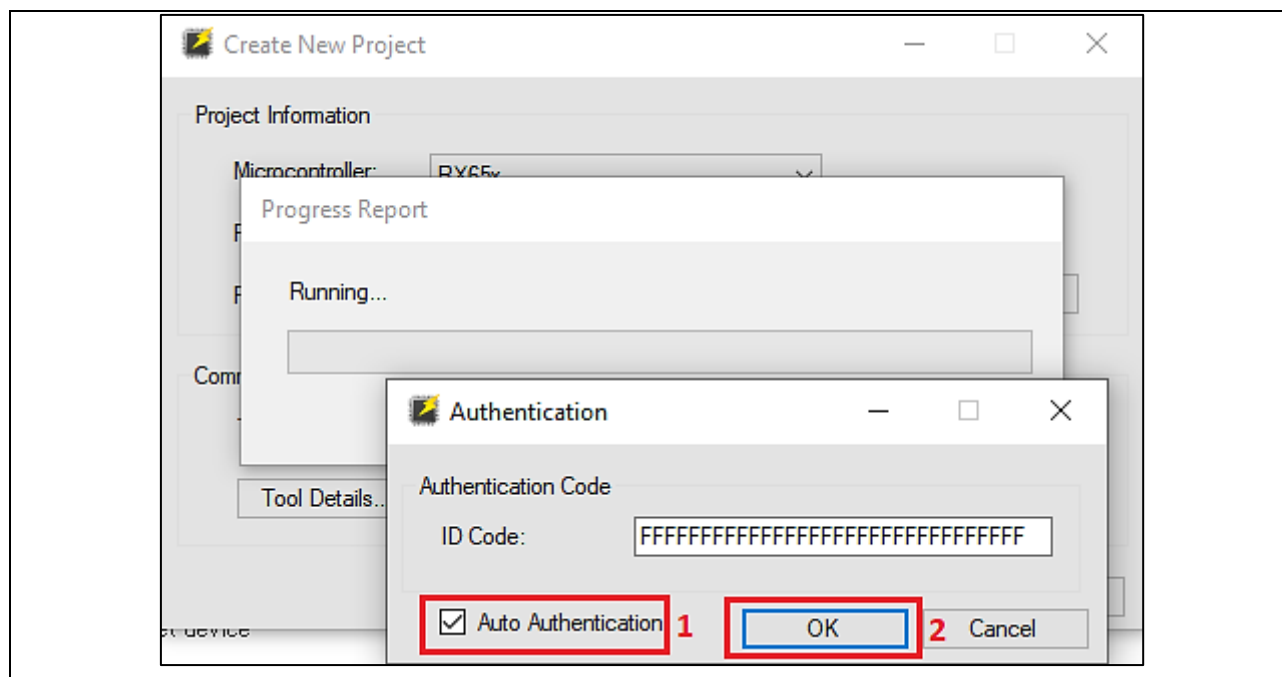 Create New Project
Project Information
Microcontroller: RX65x
Progress Report
Running...
Tool Details..
Authentication
Authentication Code
ID Code: FFFFFFFFFFFFFFFFFFFFFFFFFFFFFFFF
Auto Authentication 1 OK 2 Cancel
device